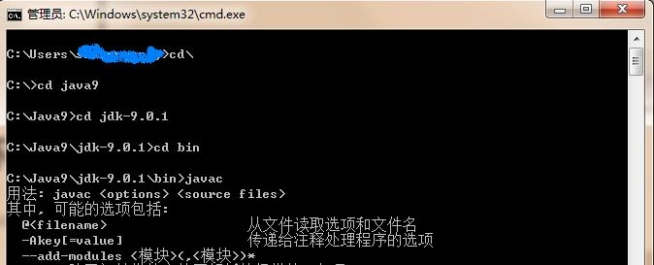 管理员: C:\Windows\system32\cmd.exe
C:\Users\s >cd\
C:\>cd java9
C:\Java9>cd jdk-9.0.1
C:\Java9\jdk-9.0.1>cd bin
C:\Java9\jdk-9.0.1\bin>javac
用法: javac <options> <source files>
其中, 可能的选项包括:
@<filename> 从文件读取选项和文件名
-Akey[=value] 传递给注释处理程序的选项
--add-modules <模块>(,<模块>)*